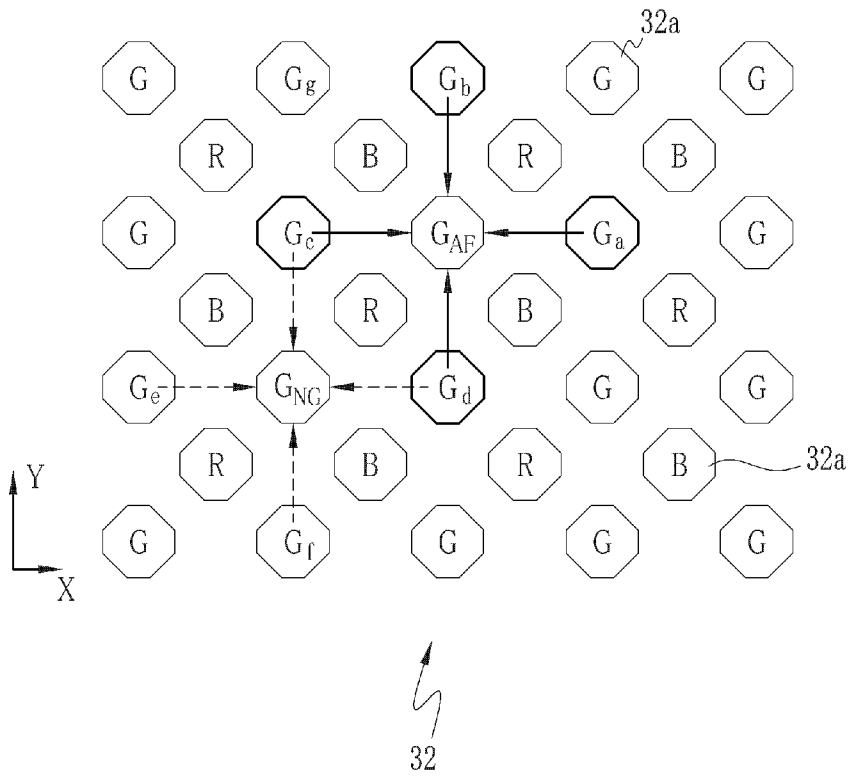 32a
G G_g G_b G G
R B R B
G G_c G_AF G_a G
B R B R
G_e G_NG G_d G G
R B R B 32a
Y
G G_f G G G
X
32